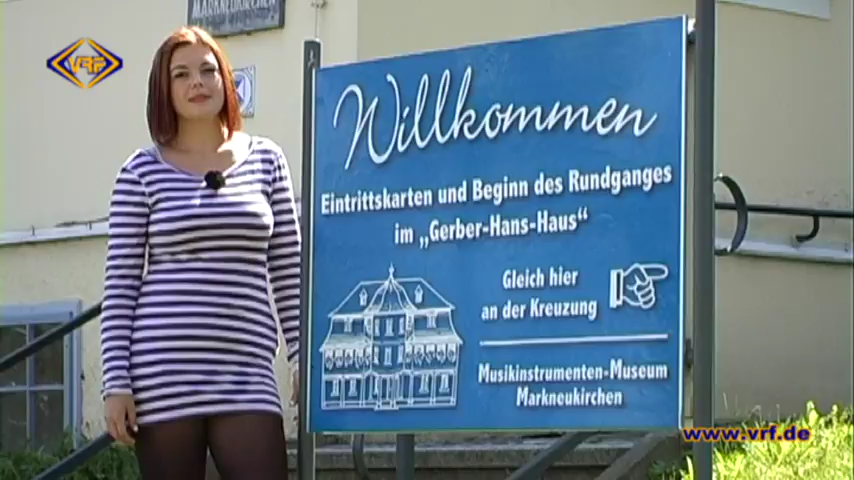 MARKNEUKIRCHEN
VRF
Willkommen
Eintrittskarten und Beginn des Rundganges
im „Gerber-Hans-Haus“
Gleich hier
an der Kreuzung
Musikinstrumenten-Museum
Markneukirchen
www.vrf.de